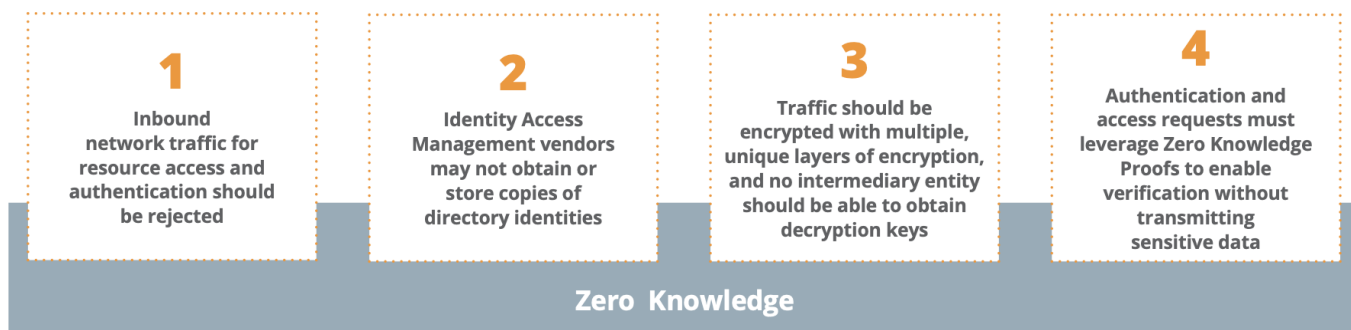 1
Inbound
network traffic for
resource access and
authentication should
be rejected
2
Identity Access
Management vendors
may not obtain or
store copies of
directory identities
3
Traffic should be
encrypted with multiple,
unique layers of encryption,
and no intermediary entity
should be able to obtain
decryption keys
4
Authentication and
access requests must
leverage Zero Knowledge
Proofs to enable
verification without
transmitting
sensitive data
Zero Knowledge